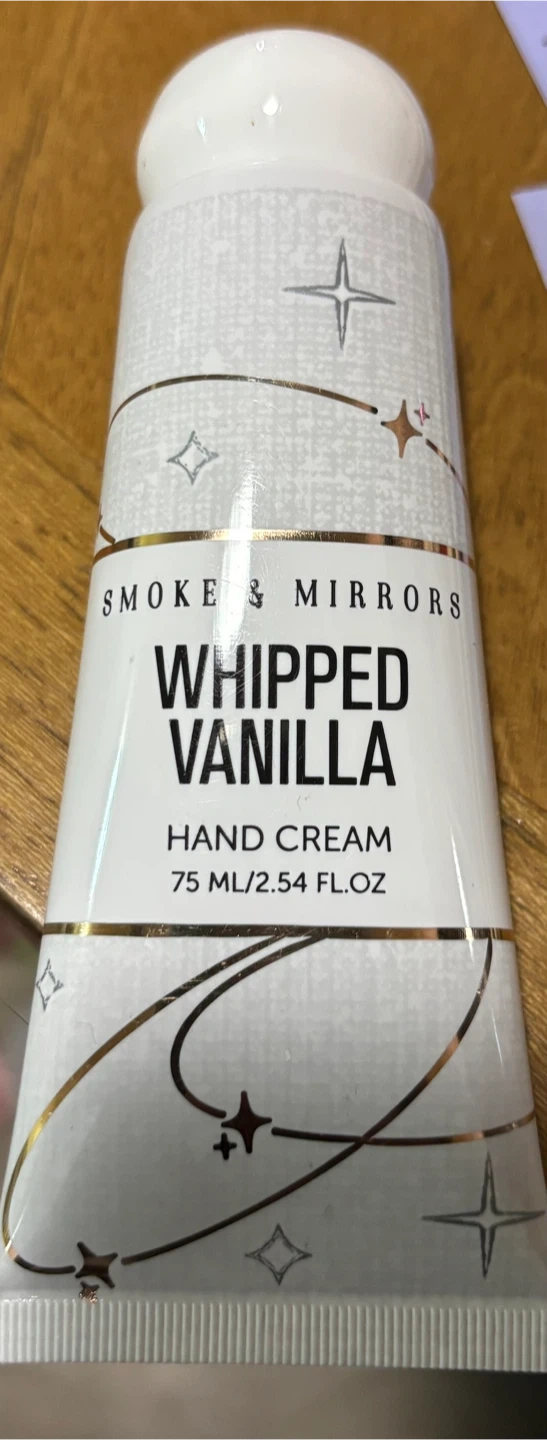 SMOKE & MIRRORS
WHIPPED
VANILLA
HAND CREAM
75 ML/2.54 FL.OZ